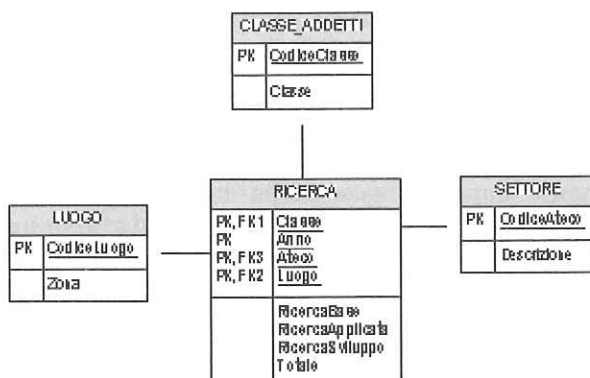 CLASSE_ADDETTI
PK CodiceClasse
Classe
RICERCA
PK, FK1 Classe
PK Anno
PK, FK3 Ateco
PK, FK2 Luogo
RicercaBase
RicercaApplicata
RicercaSviluppo
Totale
LUOGO
PK CodiceLuogo
Zona
SETTORE
PK CodiceAteco
Descrizione